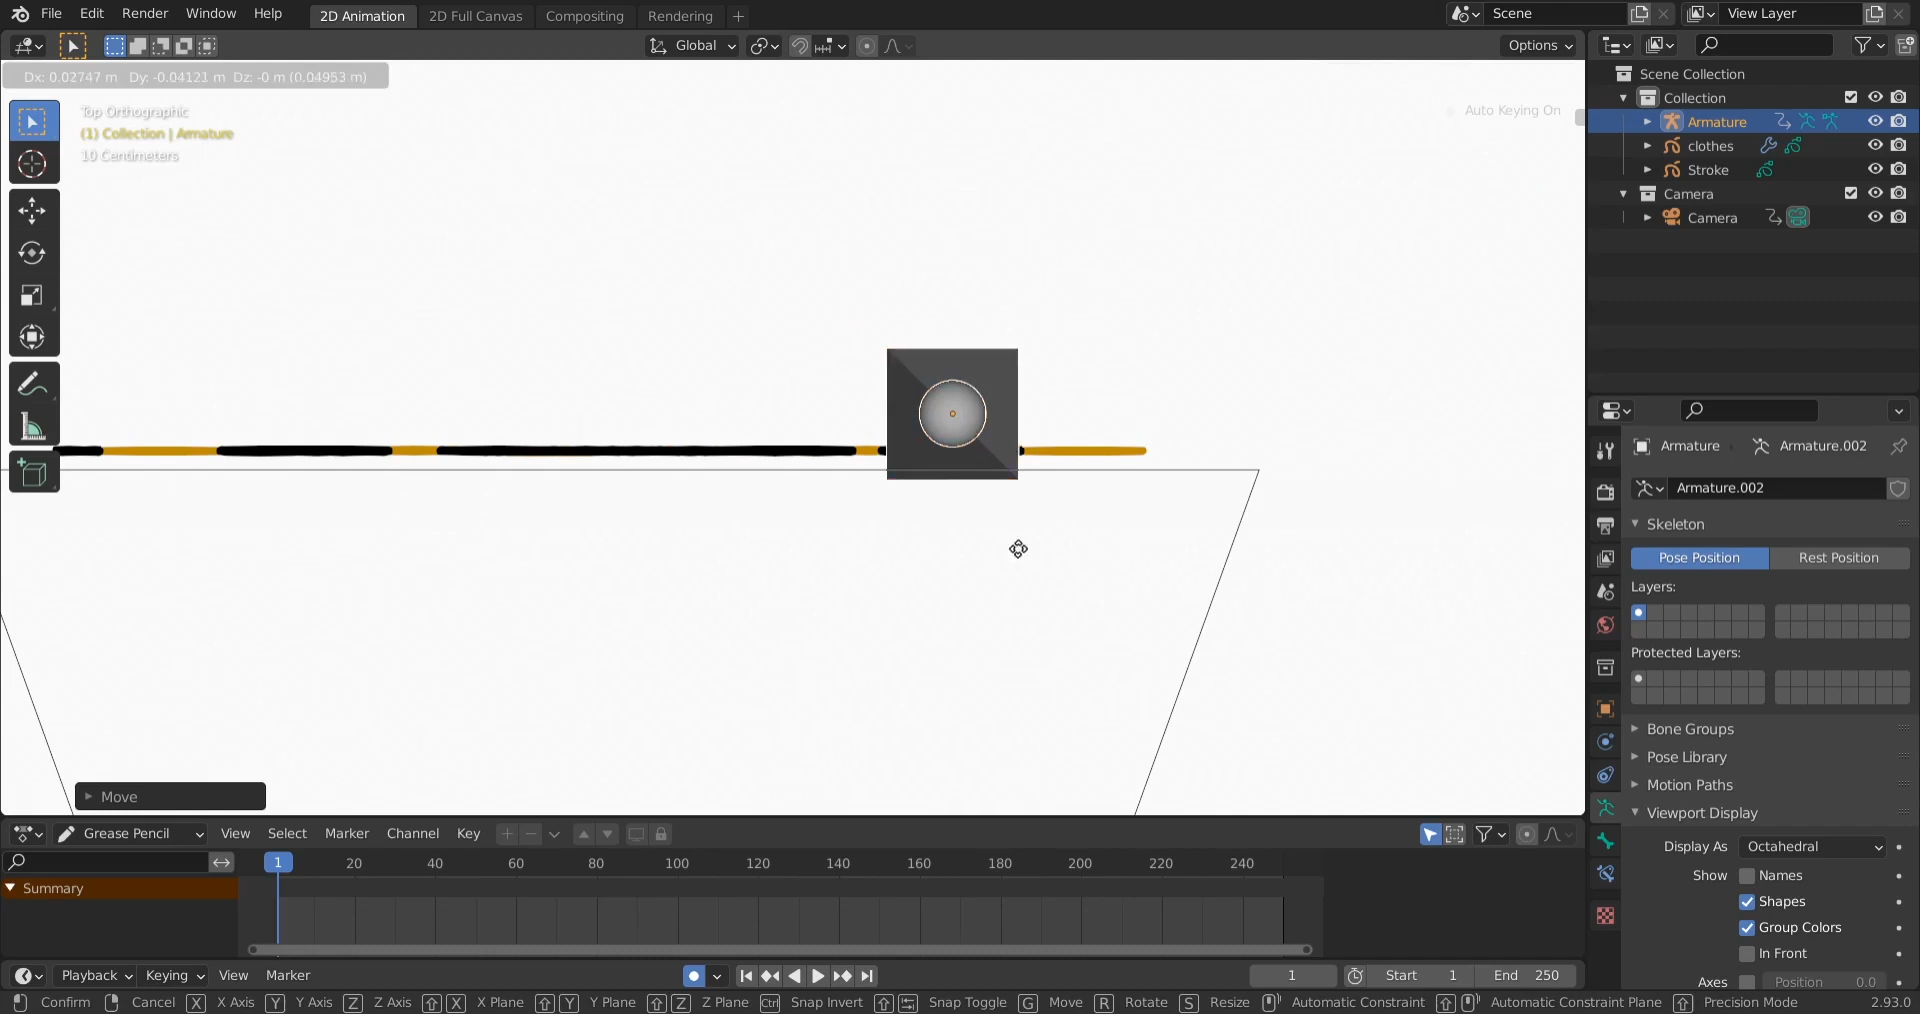 File Edit Render Window Help 2D Animation 2D Full Canvas Compositing Rendering + Scene View Layer
Global Options
Dx: 0.02747 m Dy: -0.04121 m Dz: -0 m (0.04953 m)
Top Orthographic
(1) Collection | Armature
10 Centimeters
Auto Keying On
Scene Collection
Collection
Armature
clothes
Stroke
Camera
Camera
Armature Armature.002
Armature.002
Skeleton
Pose Position Rest Position
Layers:
Protected Layers:
Bone Groups
Pose Library
Motion Paths
Viewport Display
Display As Octahedral
Show Names
Shapes
Group Colors
In Front
Axes Position 0.0
Move
Grease Pencil View Select Marker Channel Key
1 20 40 60 80 100 120 140 160 180 200 220 240
Summary
Playback Keying View Marker 1 Start 1 End 250
Confirm Cancel X X Axis Y Y Axis Z Z Axis X X Plane Y Y Plane Z Z Plane Ctrl Snap Invert Snap Toggle G Move R Rotate S Resize Automatic Constraint Automatic Constraint Plane Precision Mode 2.93.0